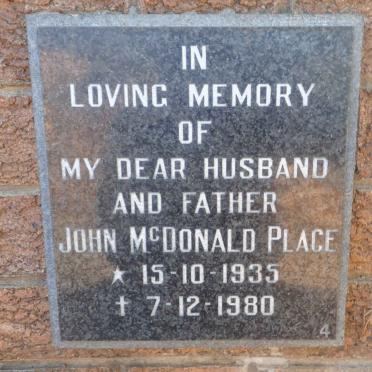 IN
LOVING MEMORY
OF
MY DEAR HUSBAND
AND FATHER
JOHN McDONALD PLACE
★ 15-10-1935
✝ 7-12-1980
4